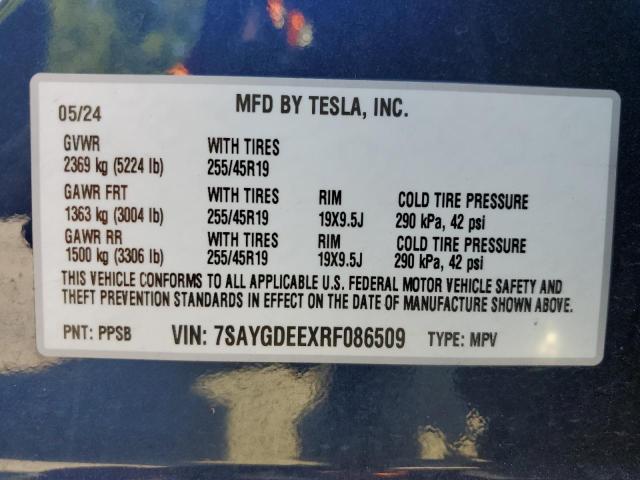 05/24 MFD BY TESLA, INC.
GVWR WITH TIRES
2369 kg (5224 lb) 255/45R19
GAWR FRT WITH TIRES RIM COLD TIRE PRESSURE
1363 kg (3004 lb) 255/45R19 19X9.5J 290 kPa, 42 psi
GAWR RR WITH TIRES RIM COLD TIRE PRESSURE
1500 kg (3306 lb) 255/45R19 19X9.5J 290 kPa, 42 psi
THIS VEHICLE CONFORMS TO ALL APPLICABLE U.S. FEDERAL MOTOR VEHICLE SAFETY AND
THEFT PREVENTION STANDARDS IN EFFECT ON THE DATE OF MANUFACTURE SHOWN ABOVE.
PNT: PPSB VIN: 7SAYGDEEXRF086509 TYPE: MPV